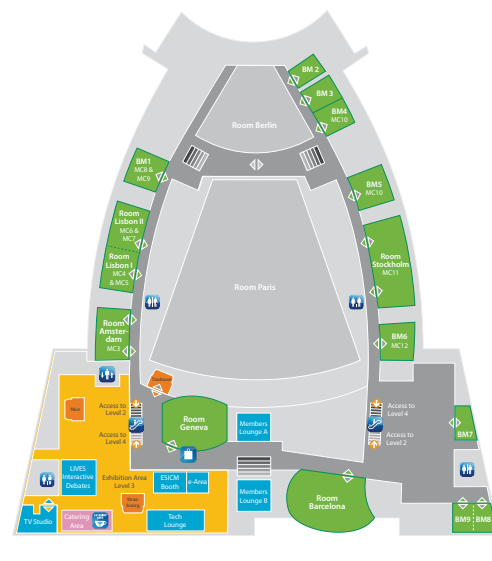 BM 2
BM 3
BM4
MC10
Room Berlin
BM1
MC8 &
MC9
BM5
MC10
Room
Lisbon II
MC6 &
MC7
Room
Lisbon I
MC4
& MC5
Room
Stockholm
MC11
Room Paris
Room
Amster-
dam
MC3
BM6
MC12
Toulouse
Nice
Access to
Level 2
Access to
Level 4
Room
Geneva
Members
Lounge A
Access to
Level 4
Access to
Level 2
BM7
LIVES
Interactive
Debates
Exhibition Area
Level 3
ESICM
Booth
e-Area
Members
Lounge B
Room
Barcelona
Stras-
bourg
TV Studio
Catering
Area
Tech
Lounge
BM9
BM8